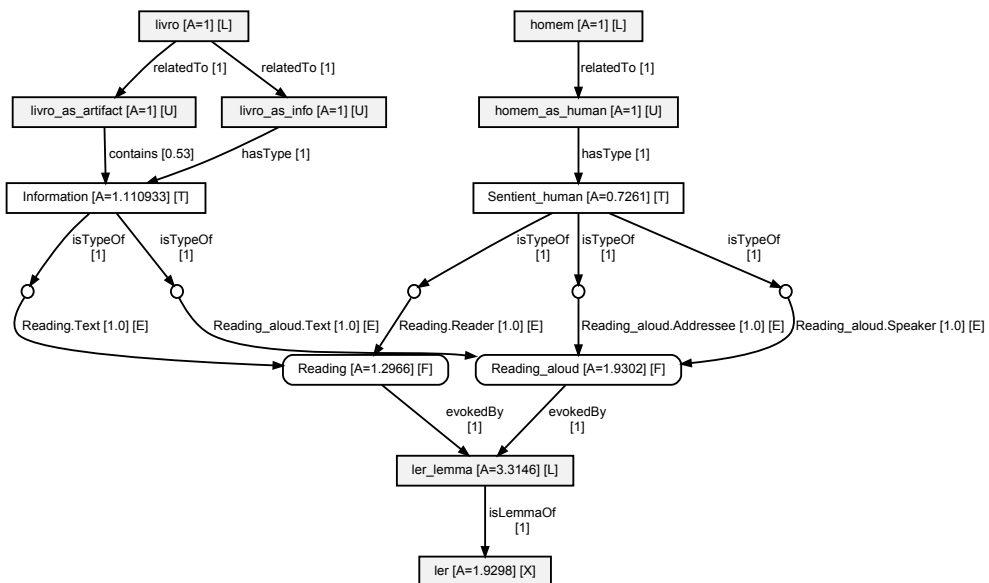 livro [A=1] [L]
homem [A=1] [L]
relatedTo [1]
relatedTo [1]
relatedTo [1]
livro_as_artifact [A=1] [U]
livro_as_info [A=1] [U]
homem_as_human [A=1] [U]
contains [0.53]
hasType [1]
hasType [1]
Information [A=1.110933] [T]
Sentient_human [A=0.7261] [T]
isTypeOf
[1]
isTypeOf
[1]
isTypeOf
[1]
isTypeOf
[1]
isTypeOf
[1]
Reading.Text [1.0] [E]
Reading_aloud.Text [1.0] [E]
Reading.Reader [1.0] [E]
Reading_aloud.Addressee [1.0] [E]
Reading_aloud.Speaker [1.0] [E]
Reading [A=1.2966] [F]
Reading_aloud [A=1.9302] [F]
evokedBy
[1]
evokedBy
[1]
ler_lemma [A=3.3146] [L]
isLemmaOf
[1]
ler [A=1.9298] [X]